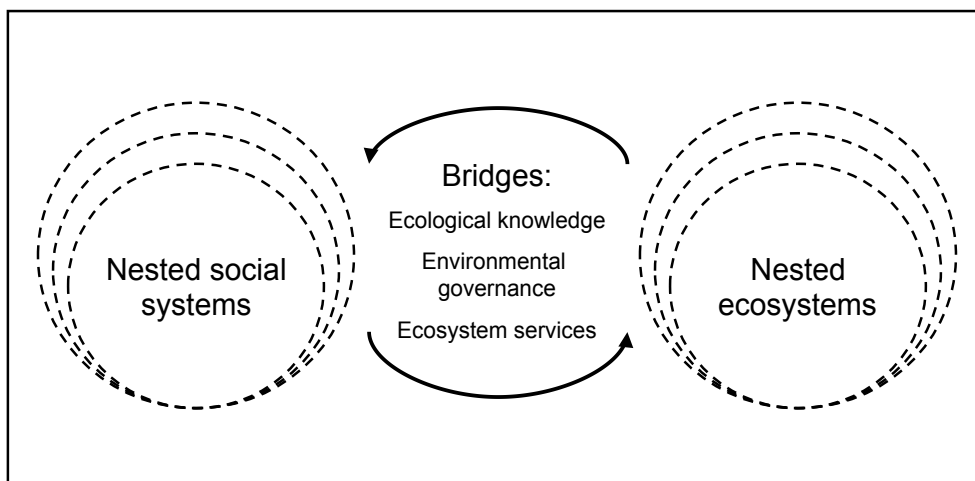 Nested social
systems
Bridges:
Ecological knowledge
Environmental
governance
Ecosystem services
Nested
ecosystems